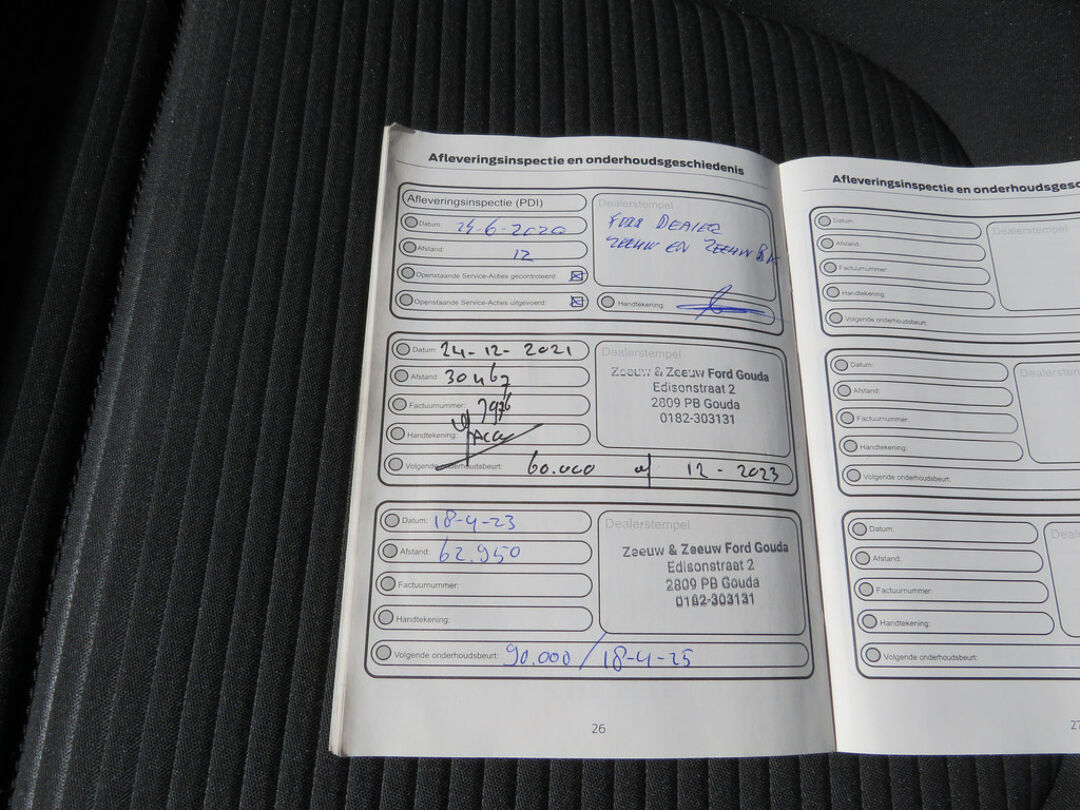 Afleveringsinspectie en onderhoudsgeschiedenis
Afleveringsinspectie (PDI)
Datum: 24-6-2020
Afstand: 12
Openstaande Service-Acties gecontroleerd:
Openstaande Service-Acties uitgevoerd:
Dealerstempel
FORD DEALER
ZEEUW EN ZEEUW
Handtekening:
Datum: 24-12-2021
Afstand: 30467
Factuurnummer:
Handtekening:
Volgende onderhoudsbeurt: 60.000 of 12-2023
Dealerstempel
Zeeuw & Zeeuw Ford Gouda
Edisonstraat 2
2809 PB Gouda
0182-303131
Datum: 18-4-23
Afstand: 62.950
Factuurnummer:
Handtekening:
Volgende onderhoudsbeurt: 90.000 / 18-4-25
Dealerstempel
Zeeuw & Zeeuw Ford Gouda
Edisonstraat 2
2809 PB Gouda
0182-303131
26
Afleveringsinspectie en onderhoudsgesc
Datum:
Afstand:
Factuurnummer:
Handtekening:
Volgende onderhoudsbeurt:
Dealerstempel
Datum:
Afstand:
Factuurnummer:
Handtekening:
Volgende onderhoudsbeurt:
Dealerstem
Datum:
Afstand:
Factuurnummer:
Handtekening:
Volgende onderhoudsbeurt:
Deal
27